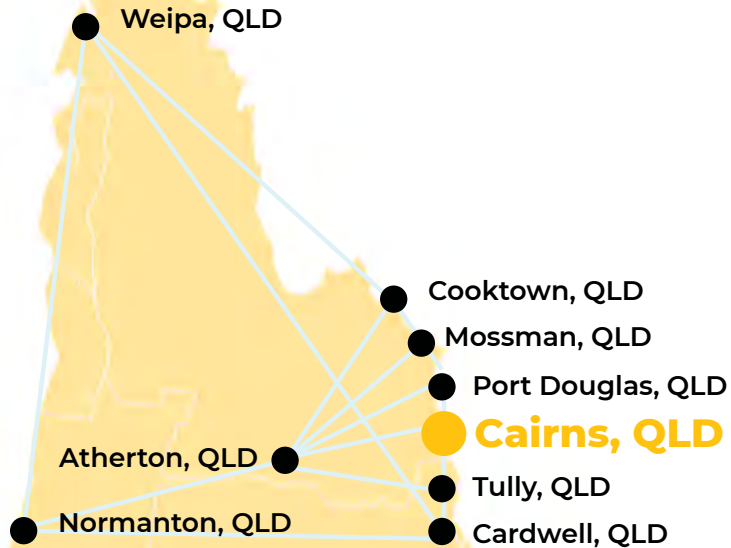 Weipa, QLD
Cooktown, QLD
Mossman, QLD
Port Douglas, QLD
Cairns, QLD
Atherton, QLD
Tully, QLD
Normanton, QLD
Cardwell, QLD